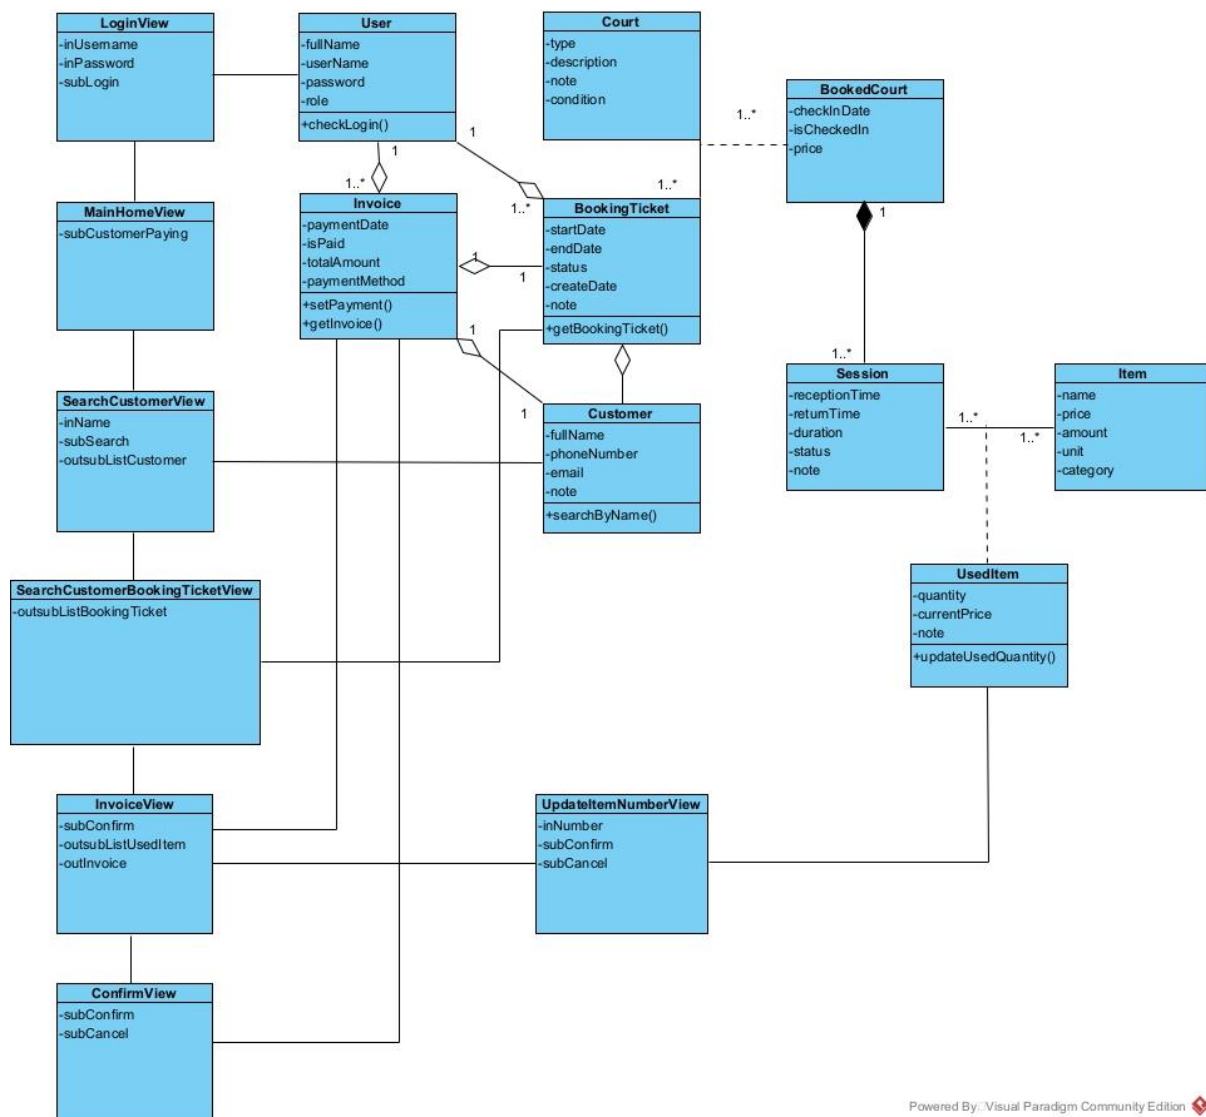 LoginView
-inUsername
-inPassword
-subLogin
User
-fullName
-userName
-password
-role
+checkLogin()
Court
-type
-description
-note
-condition
BookedCourt
-checkInDate
-isCheckedIn
-price
1..*
1
1
1..*
1..*
1..*
1
MainHomeView
-subCustomerPaying
Invoice
-paymentDate
-isPaid
-totalAmount
-paymentMethod
+setPayment()
+getInvoice()
BookingTicket
-startDate
-endDate
-status
-createDate
-note
+getBookingTicket()
1
1
1
1
1..*
SearchCustomerView
-inName
-subSearch
-outsubListCustomer
Customer
-fullName
-phoneNumber
-email
-note
+searchByName()
Session
-receptionTime
-returnTime
-duration
-status
-note
1..*
1..*
Item
-name
-price
-amount
-unit
-category
SearchCustomerBookingTicketView
-outsubListBookingTicket
UsedItem
-quantity
-currentPrice
-note
+updateUsedQuantity()
InvoiceView
-subConfirm
-outsubListUsedItem
-outInvoice
UpdateItemNumberView
-inNumber
-subConfirm
-subCancel
ConfirmView
-subConfirm
-subCancel
Powered By Visual Paradigm Community Edition